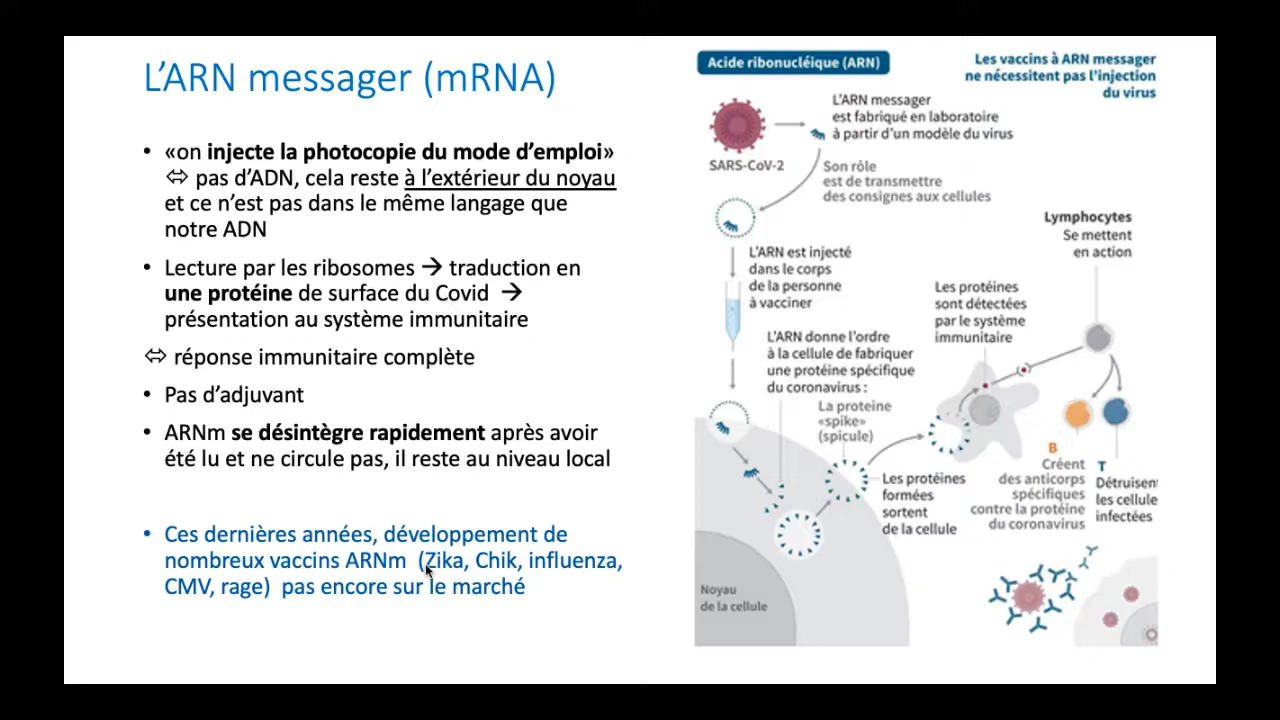 L'ARN messager (mRNA)
• «on injecte la photocopie du mode d'emploi»
⇔ pas d'ADN, cela reste à l'extérieur du noyau
et ce n'est pas dans le même langage que
notre ADN
• Lecture par les ribosomes → traduction en
une protéine de surface du Covid →
présentation au système immunitaire
⇔ réponse immunitaire complète
• Pas d'adjuvant
• ARNm se désintègre rapidement après avoir
été lu et ne circule pas, il reste au niveau local
• Ces dernières années, développement de
nombreux vaccins ARNm (Zika, Chik, influenza,
CMV, rage) pas encore sur le marché
Acide ribonucléique (ARN)
Les vaccins à ARN messager
ne nécessitent pas l'injection
du virus
SARS-CoV-2
L'ARN messager
est fabriqué en laboratoire
à partir d'un modèle du virus
Son rôle
est de transmettre
des consignes aux cellules
L'ARN est injecté
dans le corps
de la personne
à vacciner
L'ARN donne l'ordre
à la cellule de fabriquer
une protéine spécifique
du coronavirus :
La proteine
«spike»
(spicule)
Les protéines
formées
sortent
de la cellule
Les protéines
sont détectées
par le système
immunitaire
Lymphocytes
Se mettent
en action
B
Créent
des anticorps
spécifiques
contre la protéine
du coronavirus
T
Détruisent
les cellule
infectées
Noyau
de la cellule